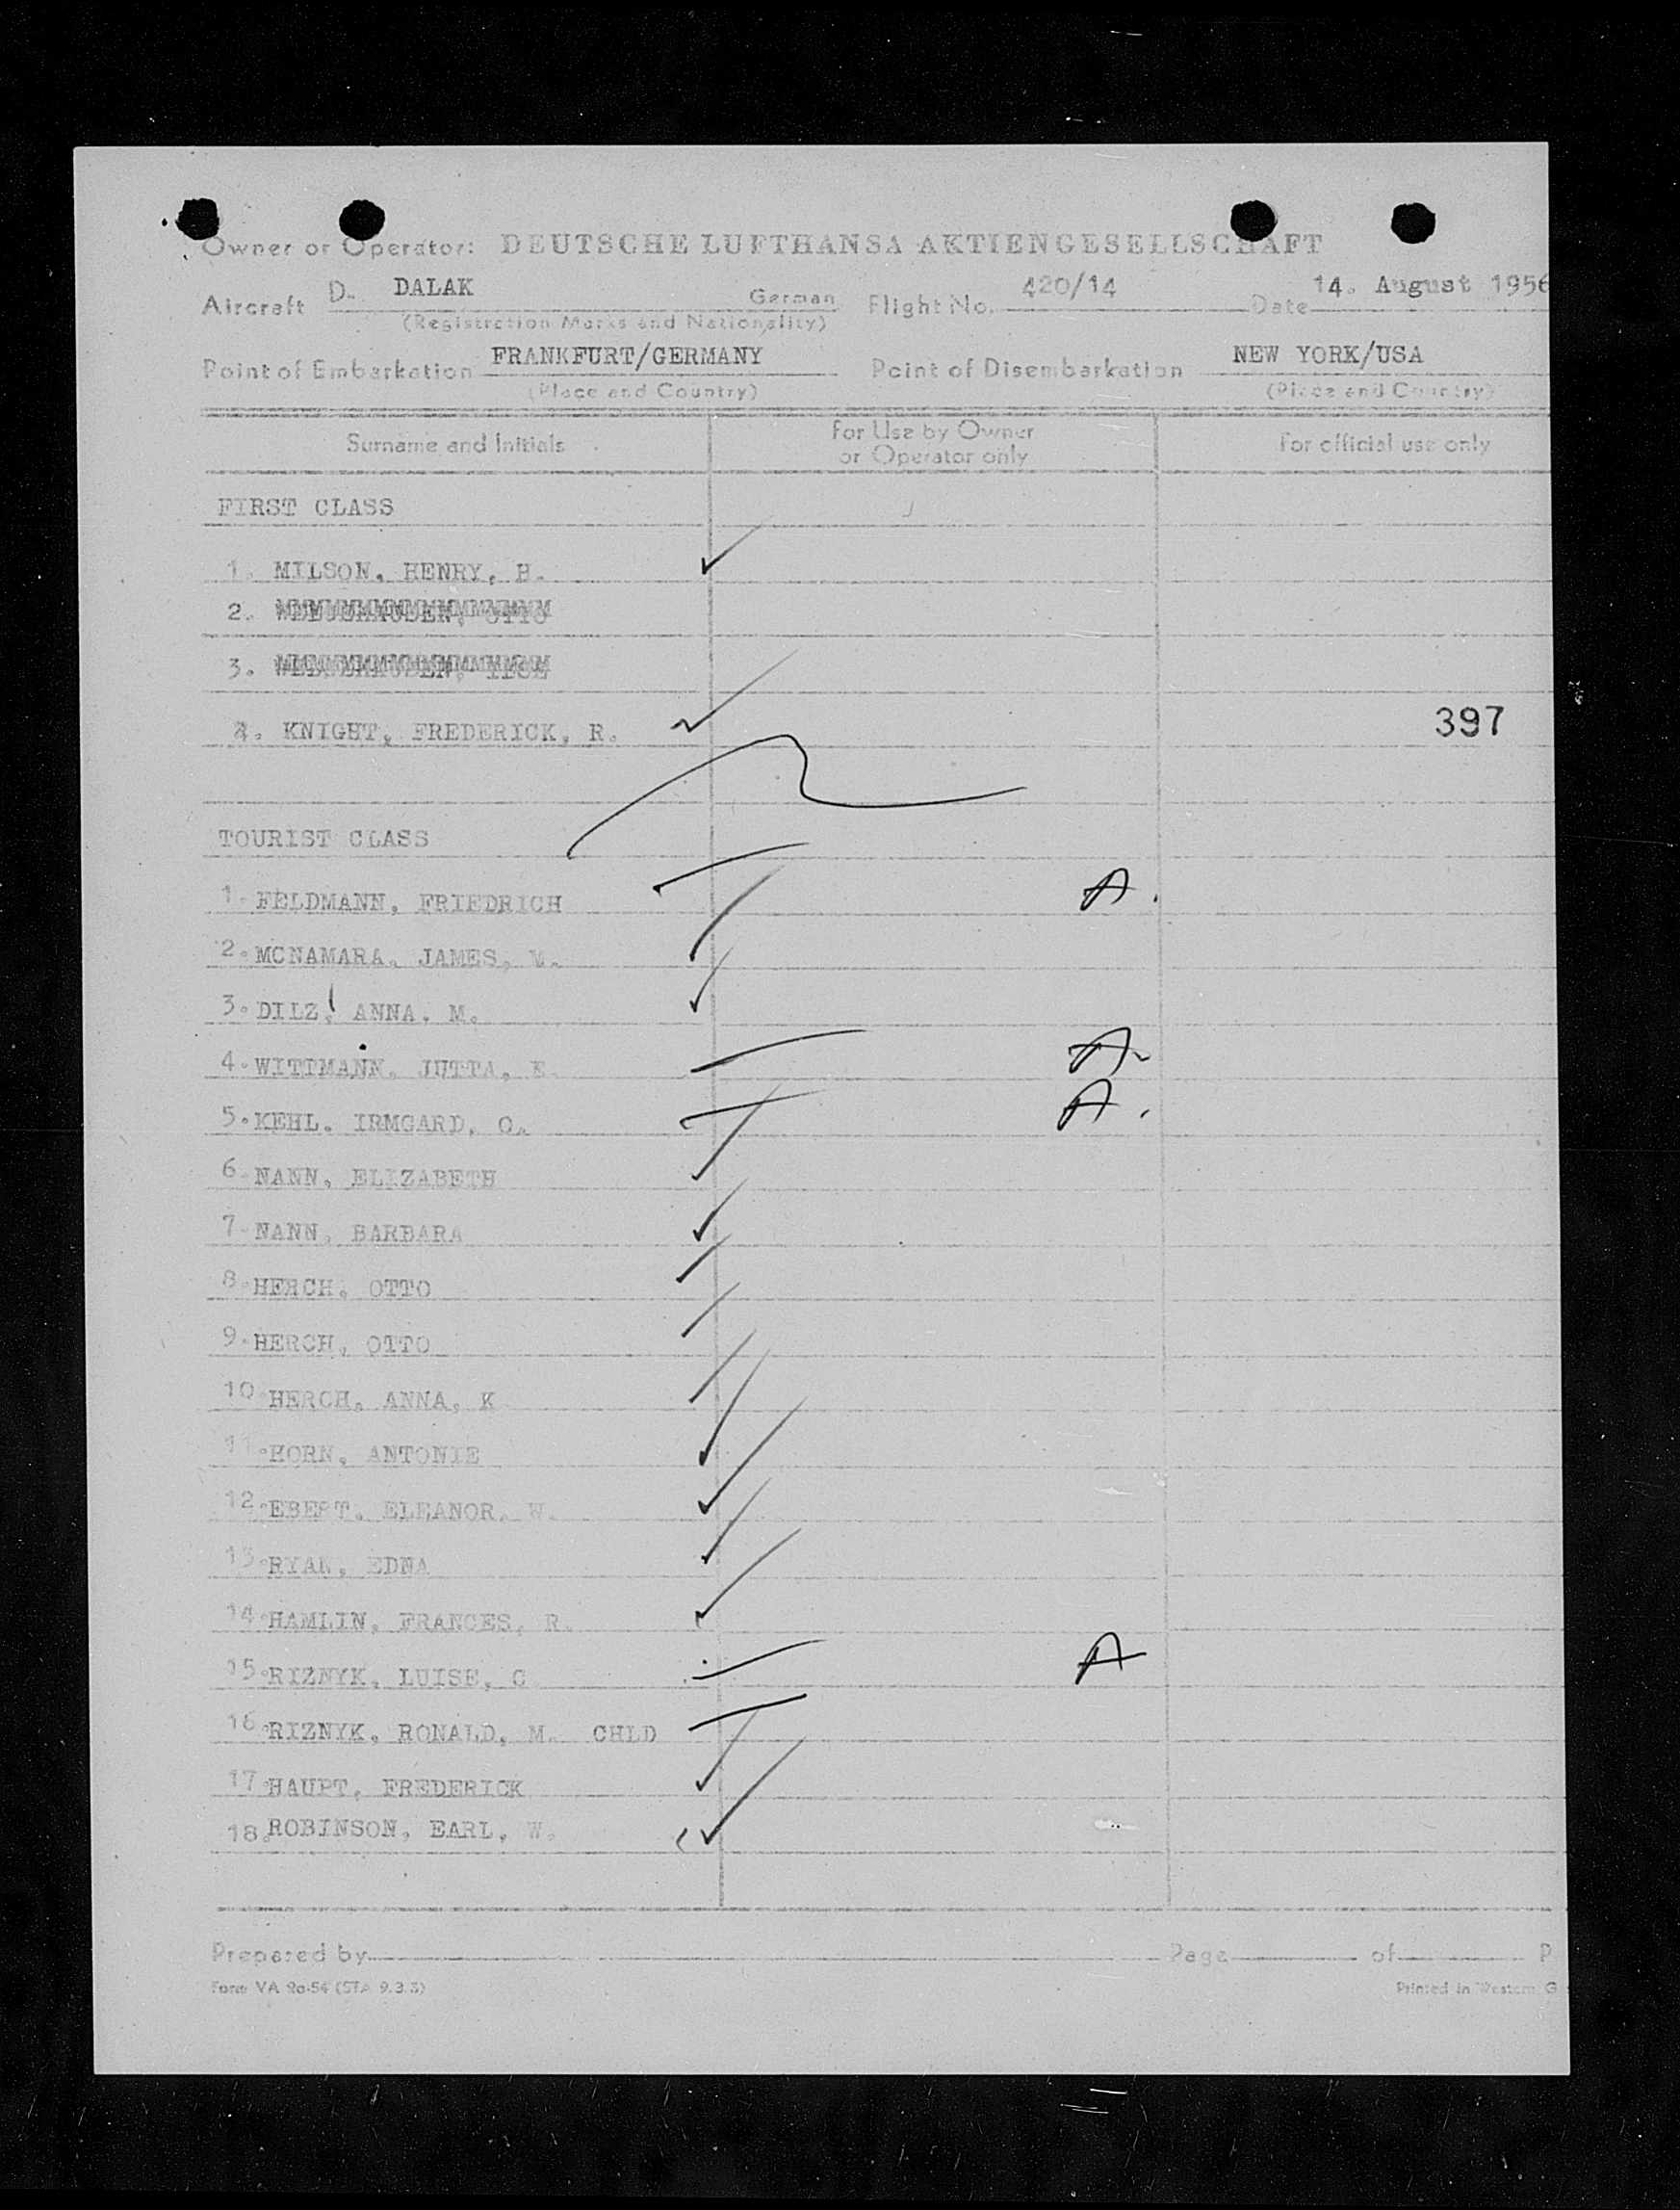 Owner or Operator: DEUTSCHE LUFTHANSA AKTIENGESELLSCHAFT
Aircraft D- DALAK German Flight No. 420/14 Date 14. August 1956
(Registration Marks and Nationality)
Point of Embarkation FRANKFURT/GERMANY Point of Disembarkation NEW YORK/USA
(Place and Country) (Place and Country)
Surname and Initials For Use by Owner or Operator only For official use only
FIRST CLASS
1. MILSON, HENRY, H.
2.
3.
KNIGHT, FREDERICK, R. 397
TOURIST CLASS
1. FELDMANN, FRIEDRICH A.
2. MCNAMARA, JAMES,
3. DILZ, ANNA, M.
4. WITTMANN, JUTTA, E. A
5. KEHL, IRMGARD, C. A.
6. NANN, ELIZABETH
7. NANN, BARBARA
8. HERCH, OTTO
9. HERCH, OTTO
10 HERCH, ANNA, K
11. HORN, ANTONIE
12. EBERT, ELEANOR, W.
13. RYAN, EDNA
14. HAMLIN, FRANCES, R.
15. RIZNYK, LUISE, C A
16. RIZNYK, RONALD, M. CHLD
17. HAUPT, FREDERICK
18. ROBINSON, EARL, W.
Prepared by Page of P
Form VA 9a-54 (STA 9.3.3) Printed in Western G